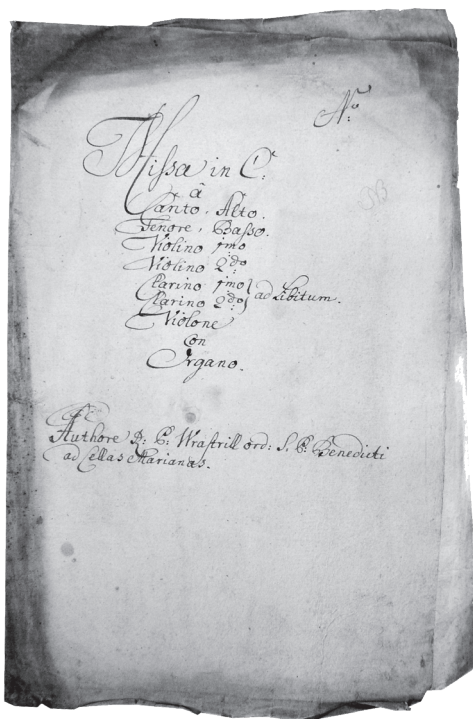 N:o
Missa in C:
â
Canto, Alto.
Tenore, Basso.
Violino 1mo
Violino 2do
Clarino 1mo } ad Libitum.
Clarino 2do }
Violone
Con
Organo.
Authore R: P: Wrastrill ord: S. P: Benedicti
ad Cellas Marianas.